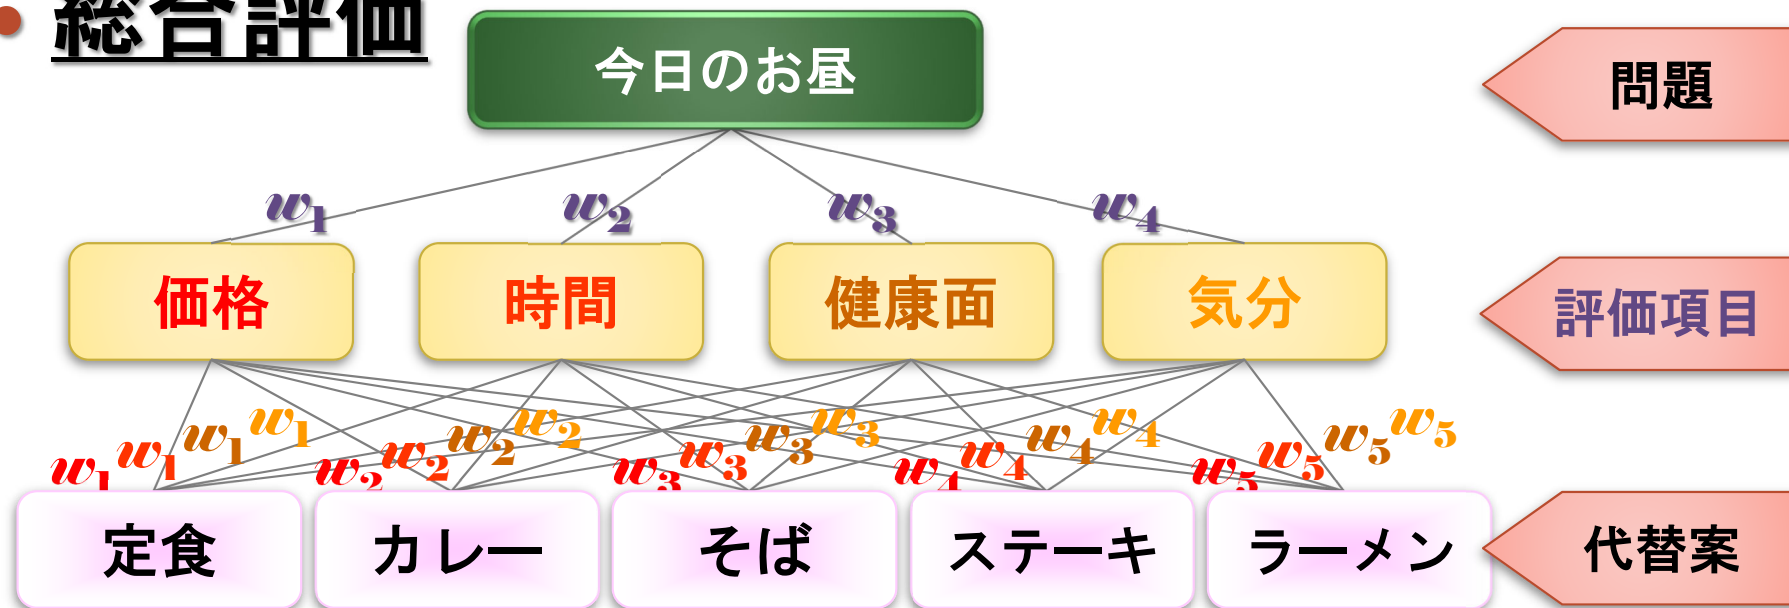 総合評価
今日のお昼
問題
w1 w2 w3 w4
価格 時間 健康面 気分
評価項目
w1 w1 w1 w1 w2 w2 w2 w2 w3 w3 w3 w3 w4 w4 w4 w4 w5 w5 w5 w5
定食 カレー そば ステーキ ラーメン
代替案